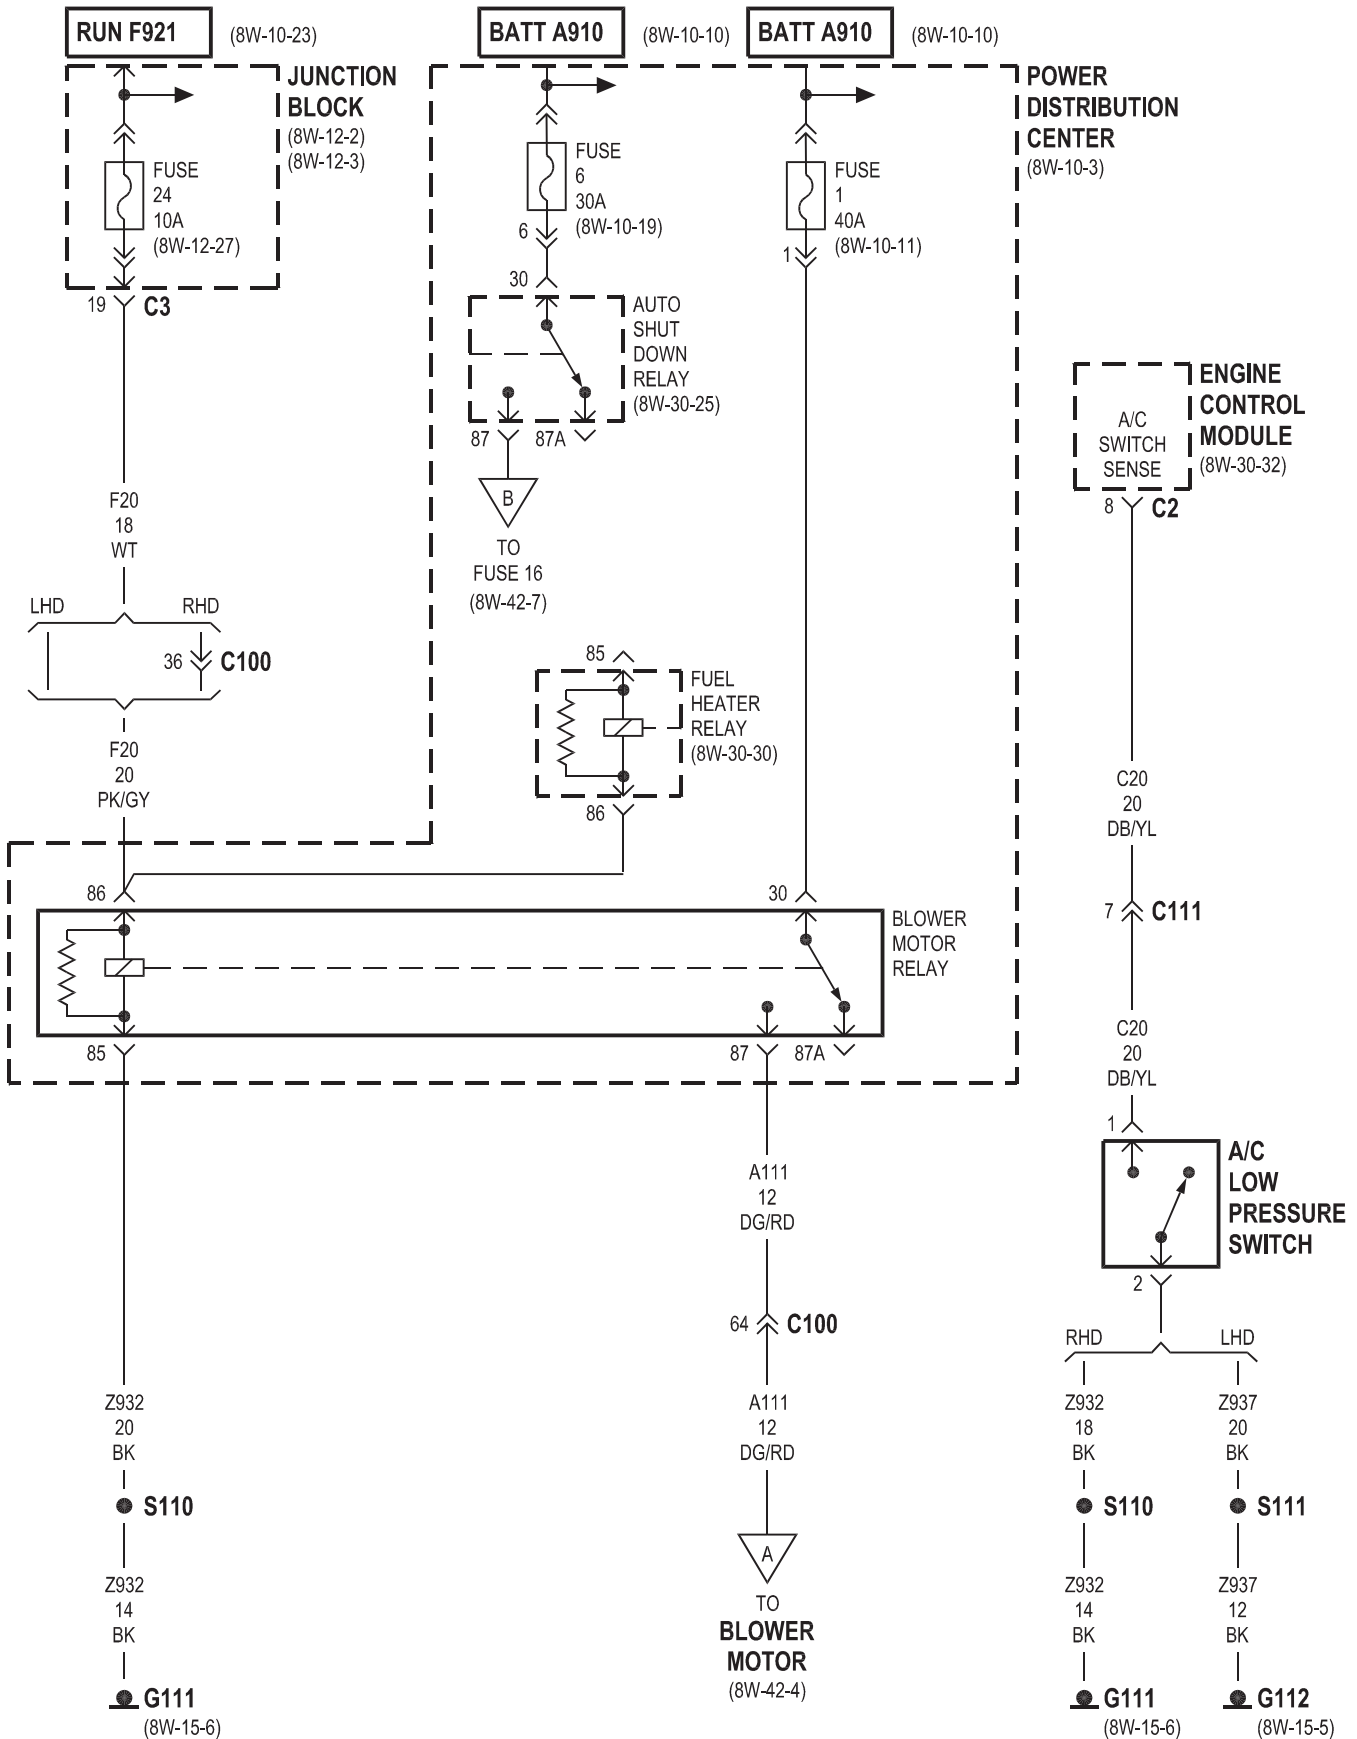 RUN F921
(8W-10-23)
BATT A910
(8W-10-10)
BATT A910
(8W-10-10)
JUNCTION
BLOCK
(8W-12-2)
(8W-12-3)
FUSE
24
10A
(8W-12-27)
19
C3
FUSE
6
30A
(8W-10-19)
6
30
FUSE
1
40A
(8W-10-11)
1
POWER
DISTRIBUTION
CENTER
(8W-10-3)
AUTO
SHUT
DOWN
RELAY
(8W-30-25)
87
87A
B
TO
FUSE 16
(8W-42-7)
ENGINE
CONTROL
MODULE
(8W-30-32)
A/C
SWITCH
SENSE
8
C2
F20
18
WT
LHD
RHD
36
C100
F20
20
PK/GY
85
FUEL
HEATER
RELAY
(8W-30-30)
86
C20
20
DB/YL
7
C111
C20
20
DB/YL
86
30
BLOWER
MOTOR
RELAY
85
87
87A
1
A/C
LOW
PRESSURE
SWITCH
2
A111
12
DG/RD
64
C100
A111
12
DG/RD
A
TO
BLOWER
MOTOR
(8W-42-4)
Z932
20
BK
S110
Z932
14
BK
G111
(8W-15-6)
RHD
LHD
Z932
18
BK
S110
Z932
14
BK
G111
(8W-15-6)
Z937
20
BK
S111
Z937
12
BK
G112
(8W-15-5)